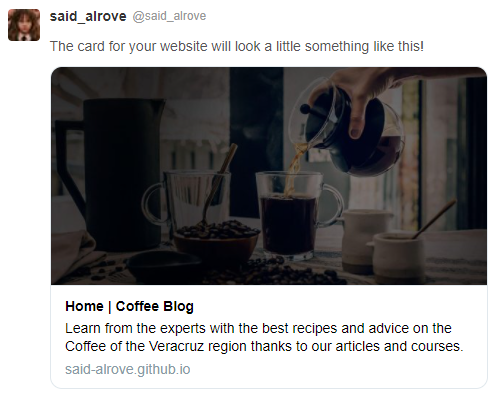 said_alrove @said_alrove
The card for your website will look a little something like this!
Home | Coffee Blog
Learn from the experts with the best recipes and advice on the
Coffee of the Veracruz region thanks to our articles and courses.
said-alrove.github.io